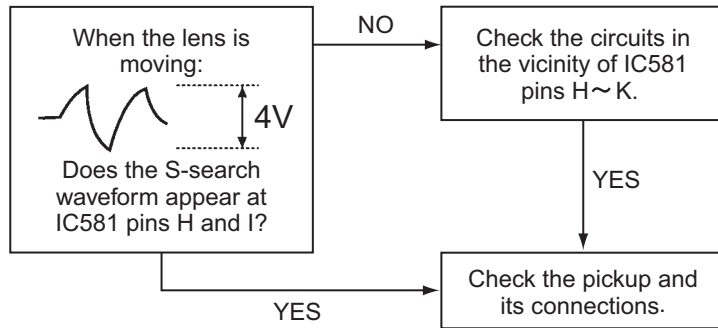 When the lens is
moving:
4V
Does the S-search
waveform appear at
IC581 pins H and I?
NO
Check the circuits in
the vicinity of IC581
pins H~K.
YES
YES
Check the pickup and
its connections.